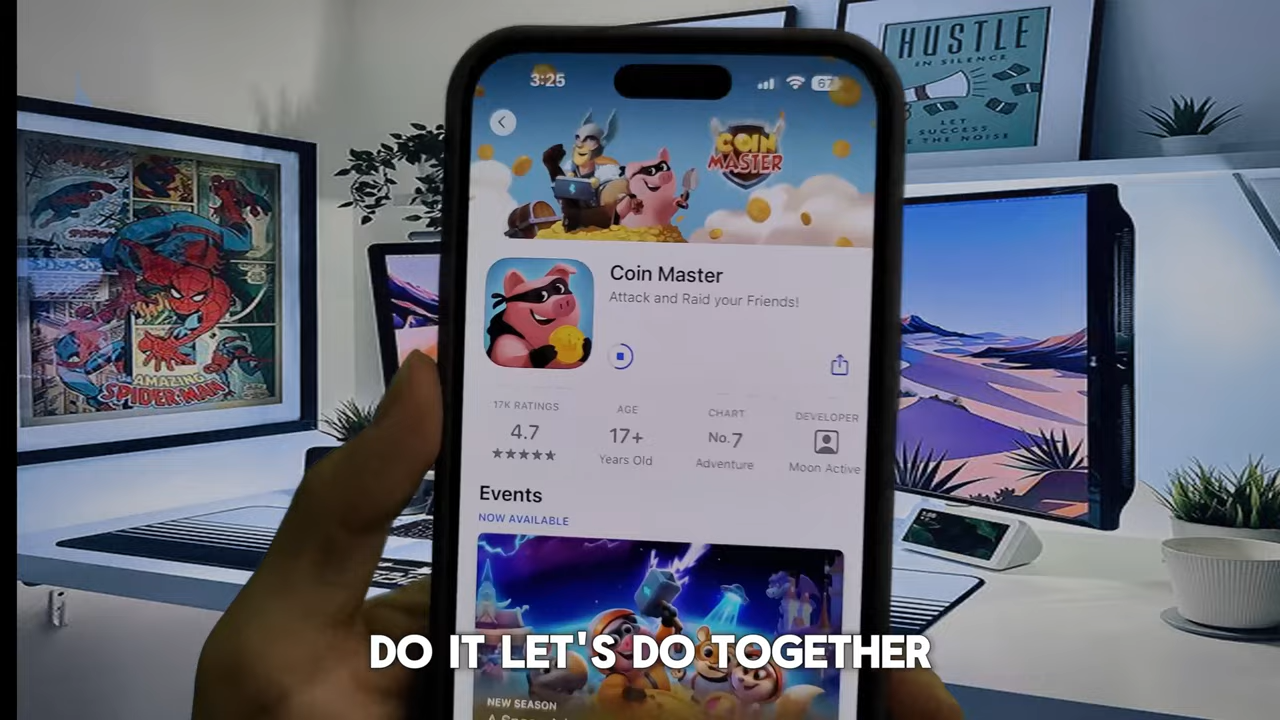 HUSTLE
IN SILENCE
LET
SUCCESS
THE NOISE
3:25
67
COIN
MASTER
Coin Master
Attack and Raid your Friends!
AMAZING
SPIDER-MAN
17K RATINGS
4.7
AGE
17+
Years Old
CHART
No.7
Adventure
DEVELOPER
Moon Active
Events
NOW AVAILABLE
DO IT LET'S DO TOGETHER
NEW SEASON